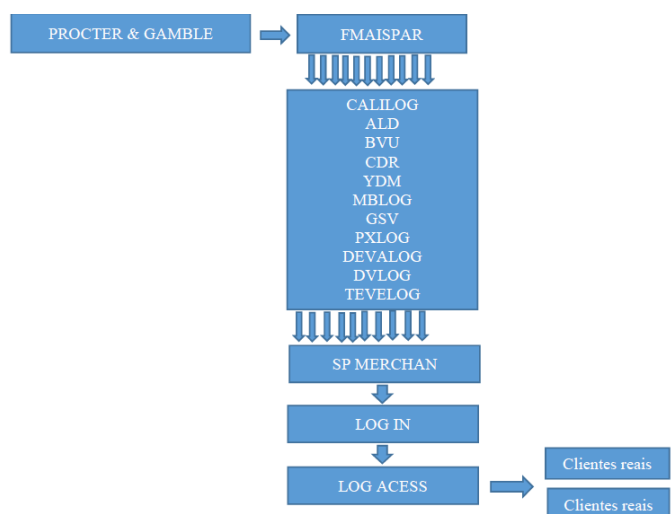 PROCTER & GAMBLE
FMAISPAR
CALILOG
ALD
BVU
CDR
YDM
MBLOG
GSV
PXLOG
DEVALOG
DVLOG
TEVELOG
SP MERCHAN
LOG IN
LOG ACESS
Clientes reais
Clientes reais